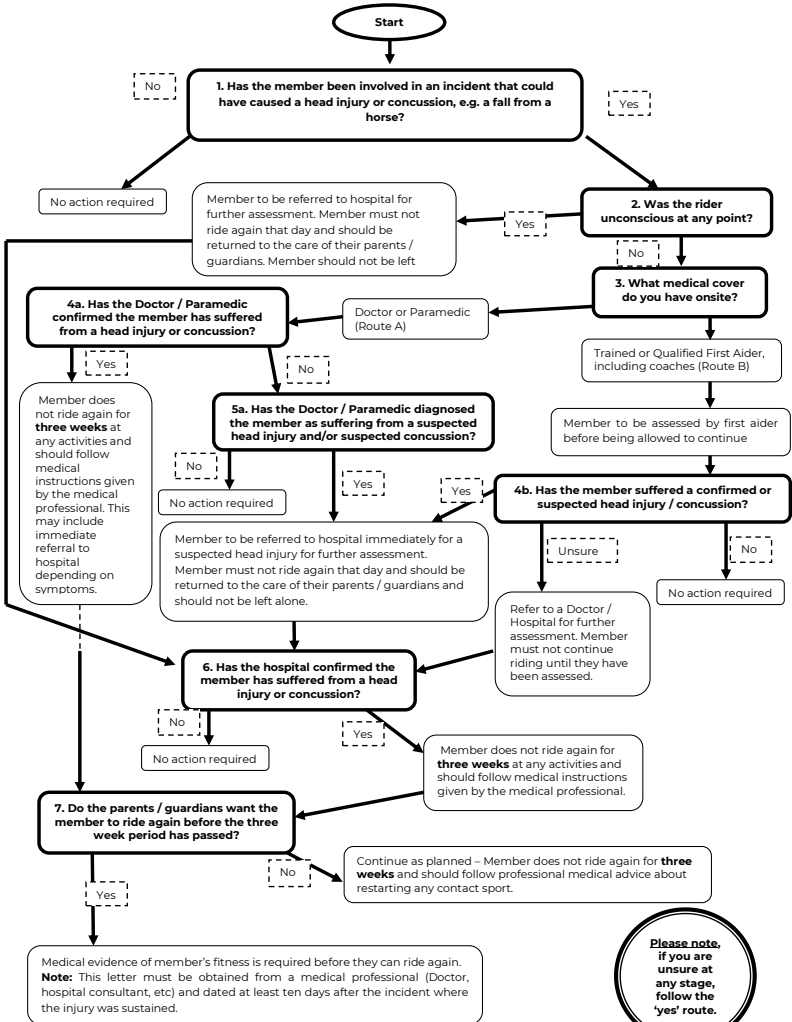 Start
1. Has the member been involved in an incident that could
have caused a head injury or concussion, e.g. a fall from a
horse?
No
Yes
No action required
Member to be referred to hospital for
further assessment. Member must not
ride again that day and should be
returned to the care of their parents /
guardians. Member should not be left
Yes
2. Was the rider
unconscious at any point?
No
3. What medical cover
do you have onsite?
4a. Has the Doctor / Paramedic
confirmed the member has suffered
from a head injury or concussion?
Doctor or Paramedic
(Route A)
Trained or Qualified First Aider,
including coaches (Route B)
Yes
No
Member does
not ride again for
three weeks at
any activities and
should follow
medical
instructions given
by the medical
professional. This
may include
immediate
referral to
hospital
depending on
symptoms.
5a. Has the Doctor / Paramedic diagnosed
the member as suffering from a suspected
head injury and/or suspected concussion?
Member to be assessed by first aider
before being allowed to continue
No
Yes
Yes
No action required
4b. Has the member suffered a confirmed or
suspected head injury / concussion?
Member to be referred to hospital immediately for a
suspected head injury for further assessment.
Member must not ride again that day and should be
returned to the care of their parents / guardians and
should not be left alone.
Unsure
No
No action required
Refer to a Doctor /
Hospital for further
assessment. Member
must not continue
riding until they have
been assessed.
6. Has the hospital confirmed the
member has suffered from a head
injury or concussion?
No
Yes
No action required
Member does not ride again for
three weeks at any activities and
should follow medical instructions
given by the medical professional.
7. Do the parents / guardians want the
member to ride again before the three
week period has passed?
No
Yes
Continue as planned – Member does not ride again for three
weeks and should follow professional medical advice about
restarting any contact sport.
Medical evidence of member's fitness is required before they can ride again.
Note: This letter must be obtained from a medical professional (Doctor,
hospital consultant, etc) and dated at least ten days after the incident where
the injury was sustained.
Please note,
if you are
unsure at
any stage,
follow the
'yes' route.